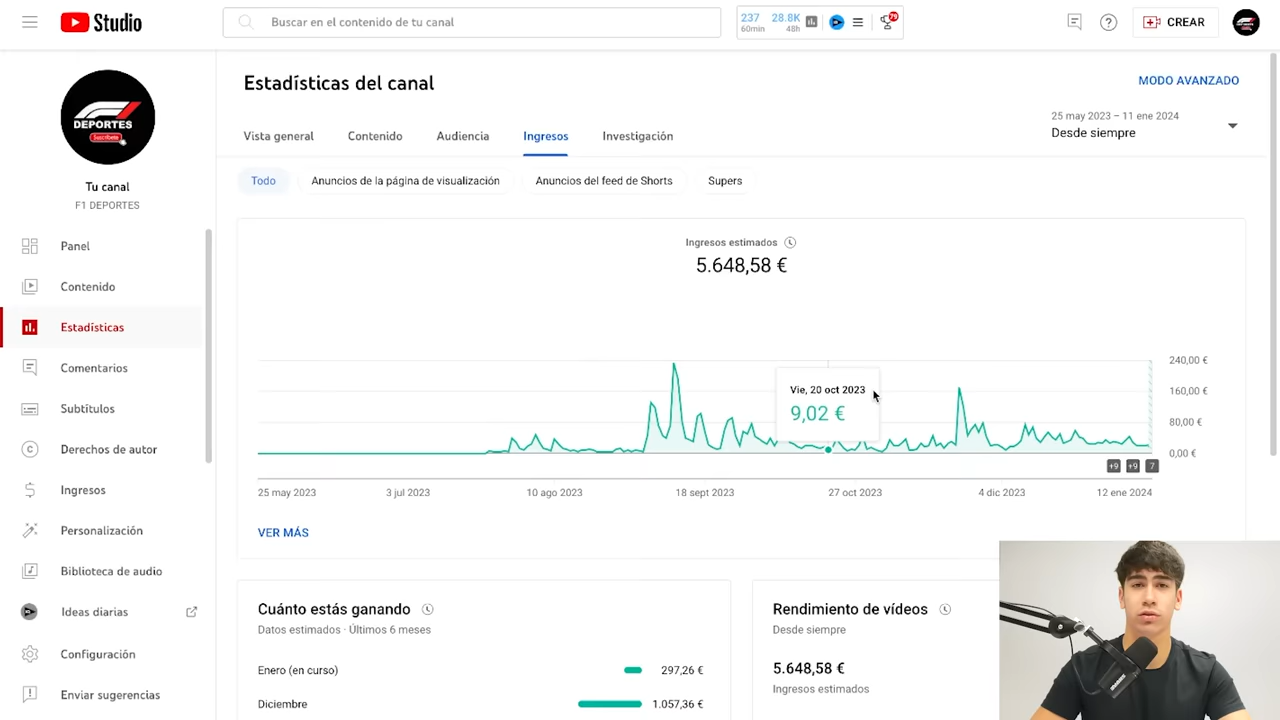 Studio
Buscar en el contenido de tu canal
237 28.8K
60min 48h
79
CREAR
DEPORTES
Suscríbete
Tu canal
F1 DEPORTES
Panel
Contenido
Estadísticas
Comentarios
Subtítulos
Derechos de autor
Ingresos
Personalización
Biblioteca de audio
Ideas diarias
Configuración
Enviar sugerencias
Estadísticas del canal
MODO AVANZADO
Vista general Contenido Audiencia Ingresos Investigación
25 may 2023 – 11 ene 2024
Desde siempre
Todo Anuncios de la página de visualización Anuncios del feed de Shorts Supers
Ingresos estimados
5.648,58 €
240,00 €
160,00 €
80,00 €
0,00 €
Vie, 20 oct 2023
9,02 €
+9 +9 7
25 may 2023 3 jul 2023 10 ago 2023 18 sept 2023 27 oct 2023 4 dic 2023 12 ene 2024
VER MÁS
Cuánto estás ganando
Datos estimados · Últimos 6 meses
Enero (en curso) 297,26 €
Diciembre 1.057,36 €
Rendimiento de vídeos
Desde siempre
5.648,58 €
Ingresos estimados